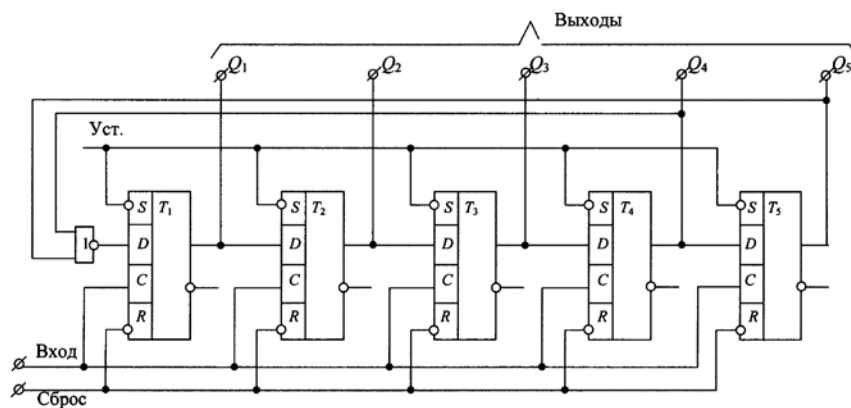 Выходы
Q1 Q2 Q3 Q4 Q5
Уст.
S T1 S T2 S T3 S T4 S T5
1 D D D D D
C C C C C
R R R R R
Вход
Сброс